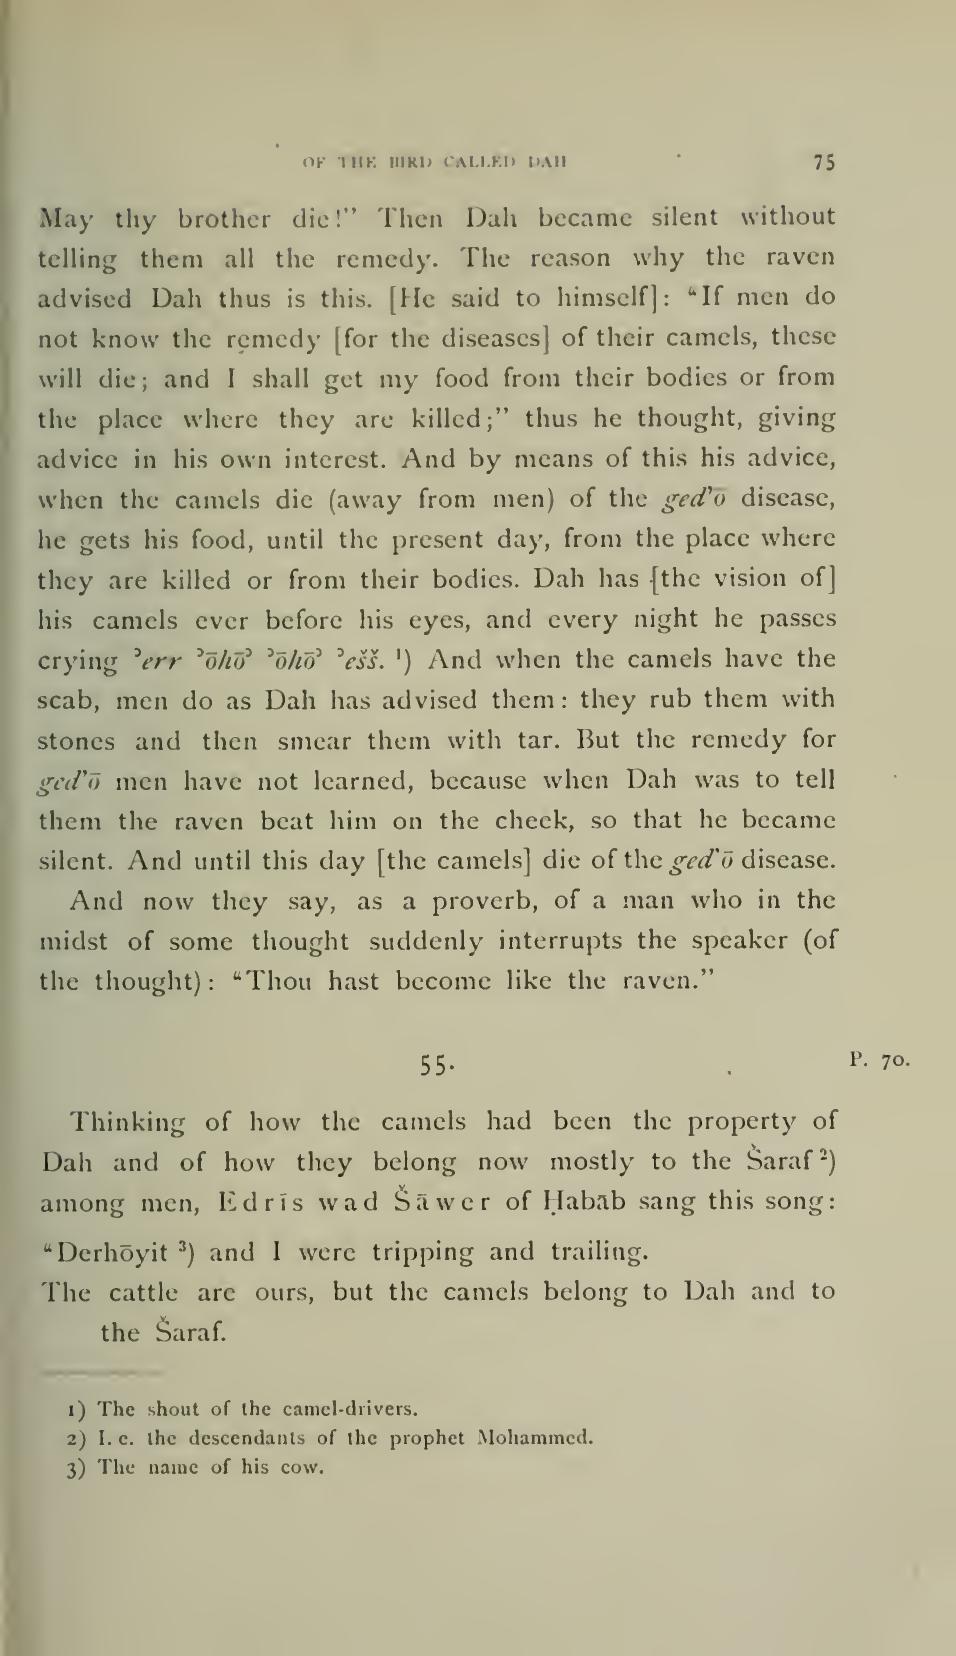 OF THE BIRD CALLED DAH 75
May thy brother die!” Then Dah became silent without
telling them all the remedy. The reason why the raven
advised Dah thus is this. [He said to himself]: “If men do
not know the remedy [for the diseases] of their camels, these
will die; and I shall get my food from their bodies or from
the place where they are killed;” thus he thought, giving
advice in his own interest. And by means of this his advice,
when the camels die (away from men) of the gedʿō disease,
he gets his food, until the present day, from the place where
they are killed or from their bodies. Dah has [the vision of]
his camels ever before his eyes, and every night he passes
crying ʾerr ʾōhōʾ ʾōhōʾ ʾešš. ¹) And when the camels have the
scab, men do as Dah has advised them: they rub them with
stones and then smear them with tar. But the remedy for
gedʿō men have not learned, because when Dah was to tell
them the raven beat him on the cheek, so that he became
silent. And until this day [the camels] die of the gedʿō disease.
And now they say, as a proverb, of a man who in the
midst of some thought suddenly interrupts the speaker (of
the thought): “Thou hast become like the raven.”
55. P. 70.
Thinking of how the camels had been the property of
Dah and of how they belong now mostly to the Šaraf ²)
among men, Edrīs wad Šāwer of Ḥabāb sang this song:
“Derhōyit ³) and I were tripping and trailing.
The cattle are ours, but the camels belong to Dah and to
the Šaraf.
1) The shout of the camel-drivers.
2) I. e. the descendants of the prophet Mohammed.
3) The name of his cow.